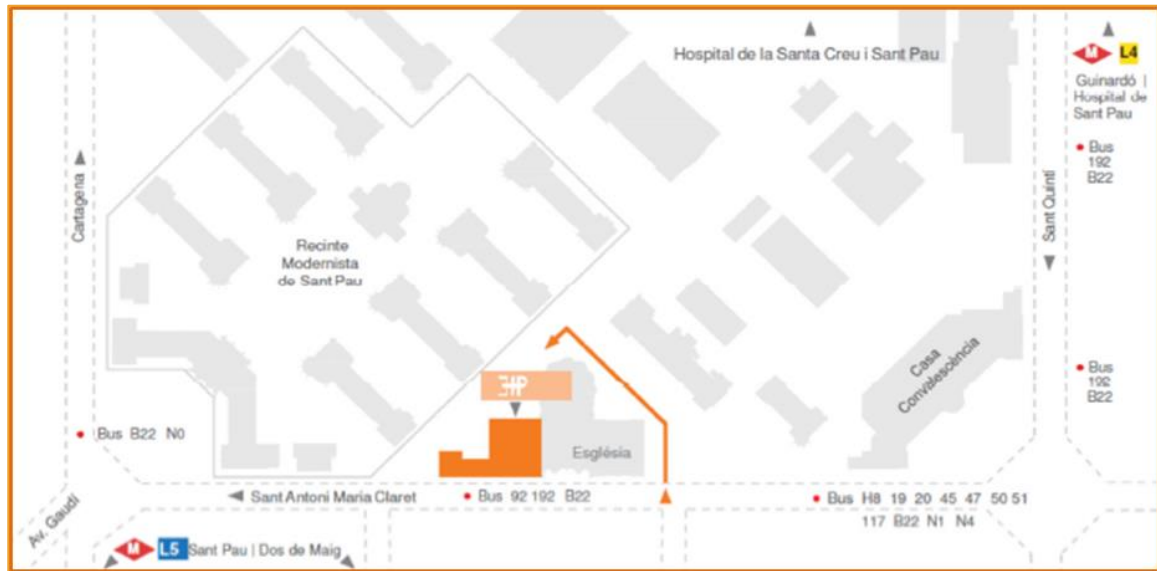 Hospital de la Santa Creu i Sant Pau
M L4
Guinardó |
Hospital de
Sant Pau
Bus
192
B22
Cartagena
Sant Quintí
Recinte
Modernista
de Sant Pau
Casa
Convalescència
Bus
192
B22
Bus B22 N0
Església
Sant Antoni Maria Claret
Bus 92 192 B22
Bus H8 19 20 45 47 50 51
117 B22 N1 N4
Av. Gaudí
M L5 Sant Pau | Dos de Maig